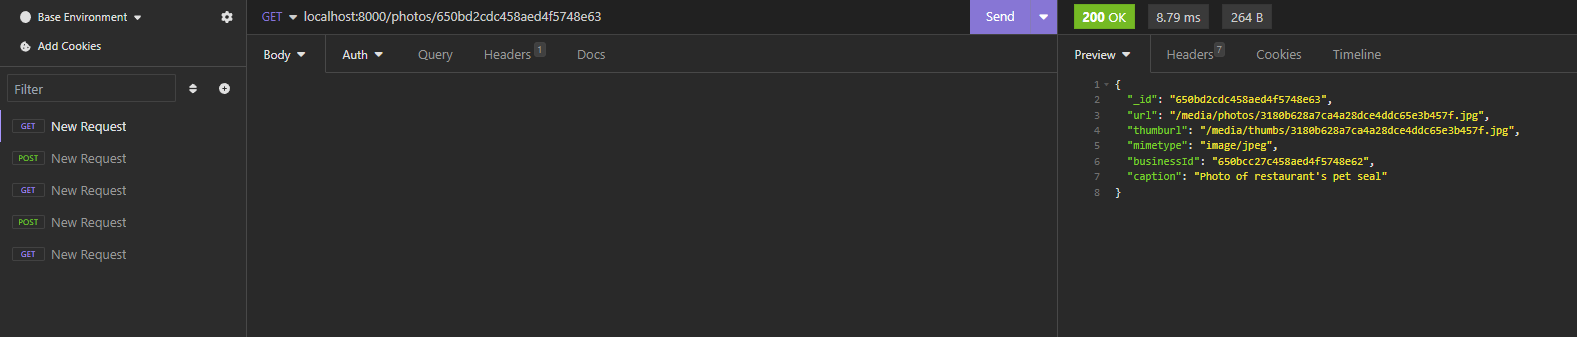 Base Environment
Add Cookies
Filter
GET New Request
POST New Request
GET New Request
POST New Request
GET New Request
GET localhost:8000/photos/650bd2cdc458aed4f5748e63 Send
Body Auth Query Headers 1 Docs
200 OK 8.79 ms 264 B
Preview Headers 7 Cookies Timeline
1 {
2 "_id": "650bd2cdc458aed4f5748e63",
3 "url": "/media/photos/3180b628a7ca4a28dce4ddc65e3b457f.jpg",
4 "thumburl": "/media/thumbs/3180b628a7ca4a28dce4ddc65e3b457f.jpg",
5 "mimetype": "image/jpeg",
6 "businessId": "650bcc27c458aed4f5748e62",
7 "caption": "Photo of restaurant's pet seal"
8 }